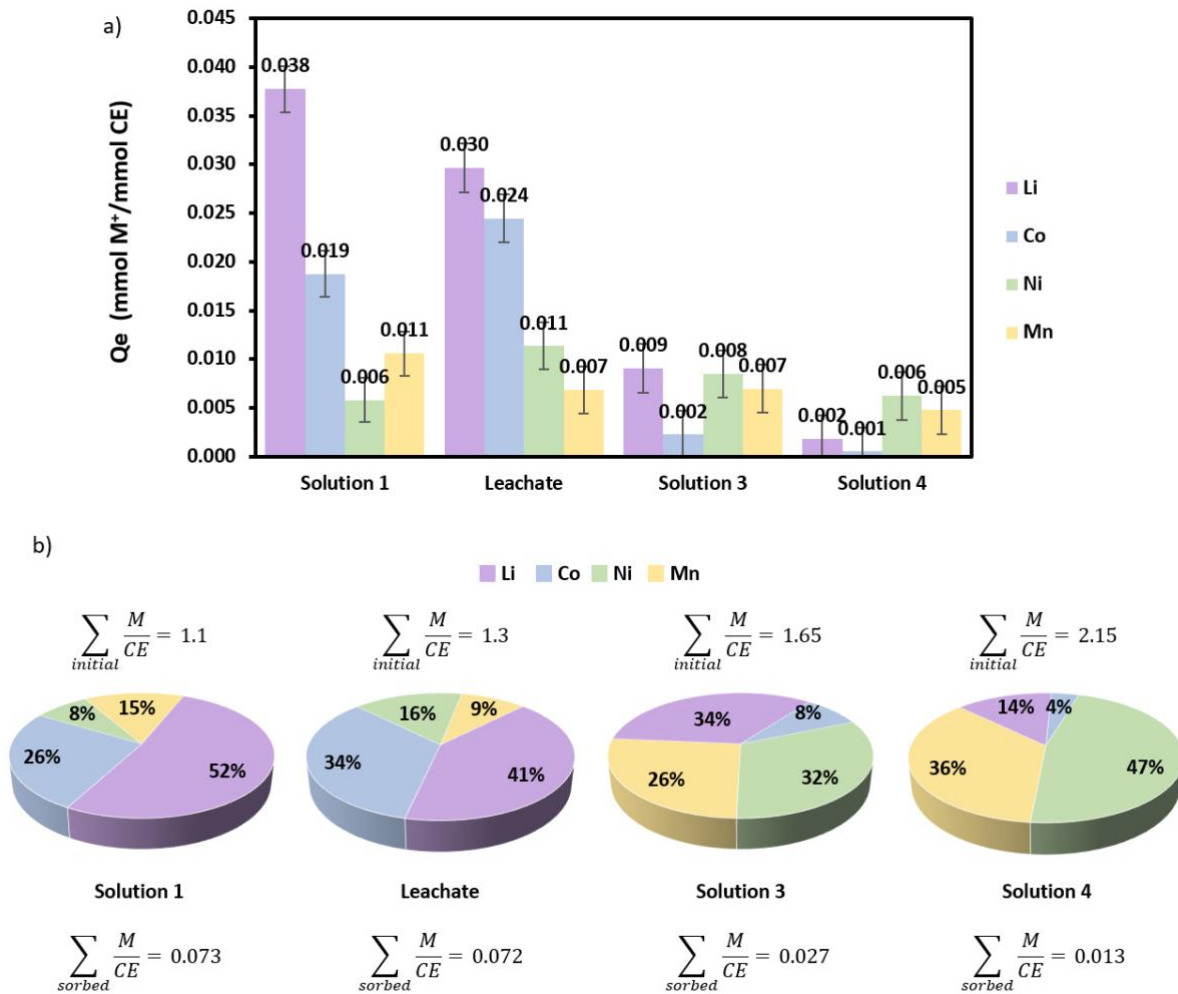 a)
Qe (mmol M⁺/mmol CE)
0.045
0.040
0.035
0.030
0.025
0.020
0.015
0.010
0.005
0.000
0.038
0.019
0.006
0.011
0.030
0.024
0.011
0.007
0.009
0.002
0.008
0.007
0.002
0.001
0.006
0.005
Solution 1 Leachate Solution 3 Solution 4
Li
Co
Ni
Mn
b)
Li Co Ni Mn
∑ initial M/CE = 1.1
∑ initial M/CE = 1.3
∑ initial M/CE = 1.65
∑ initial M/CE = 2.15
8% 15% 26% 52%
16% 9% 34% 41%
34% 8% 26% 32%
14% 4% 36% 47%
Solution 1 Leachate Solution 3 Solution 4
∑ sorbed M/CE = 0.073
∑ sorbed M/CE = 0.072
∑ sorbed M/CE = 0.027
∑ sorbed M/CE = 0.013